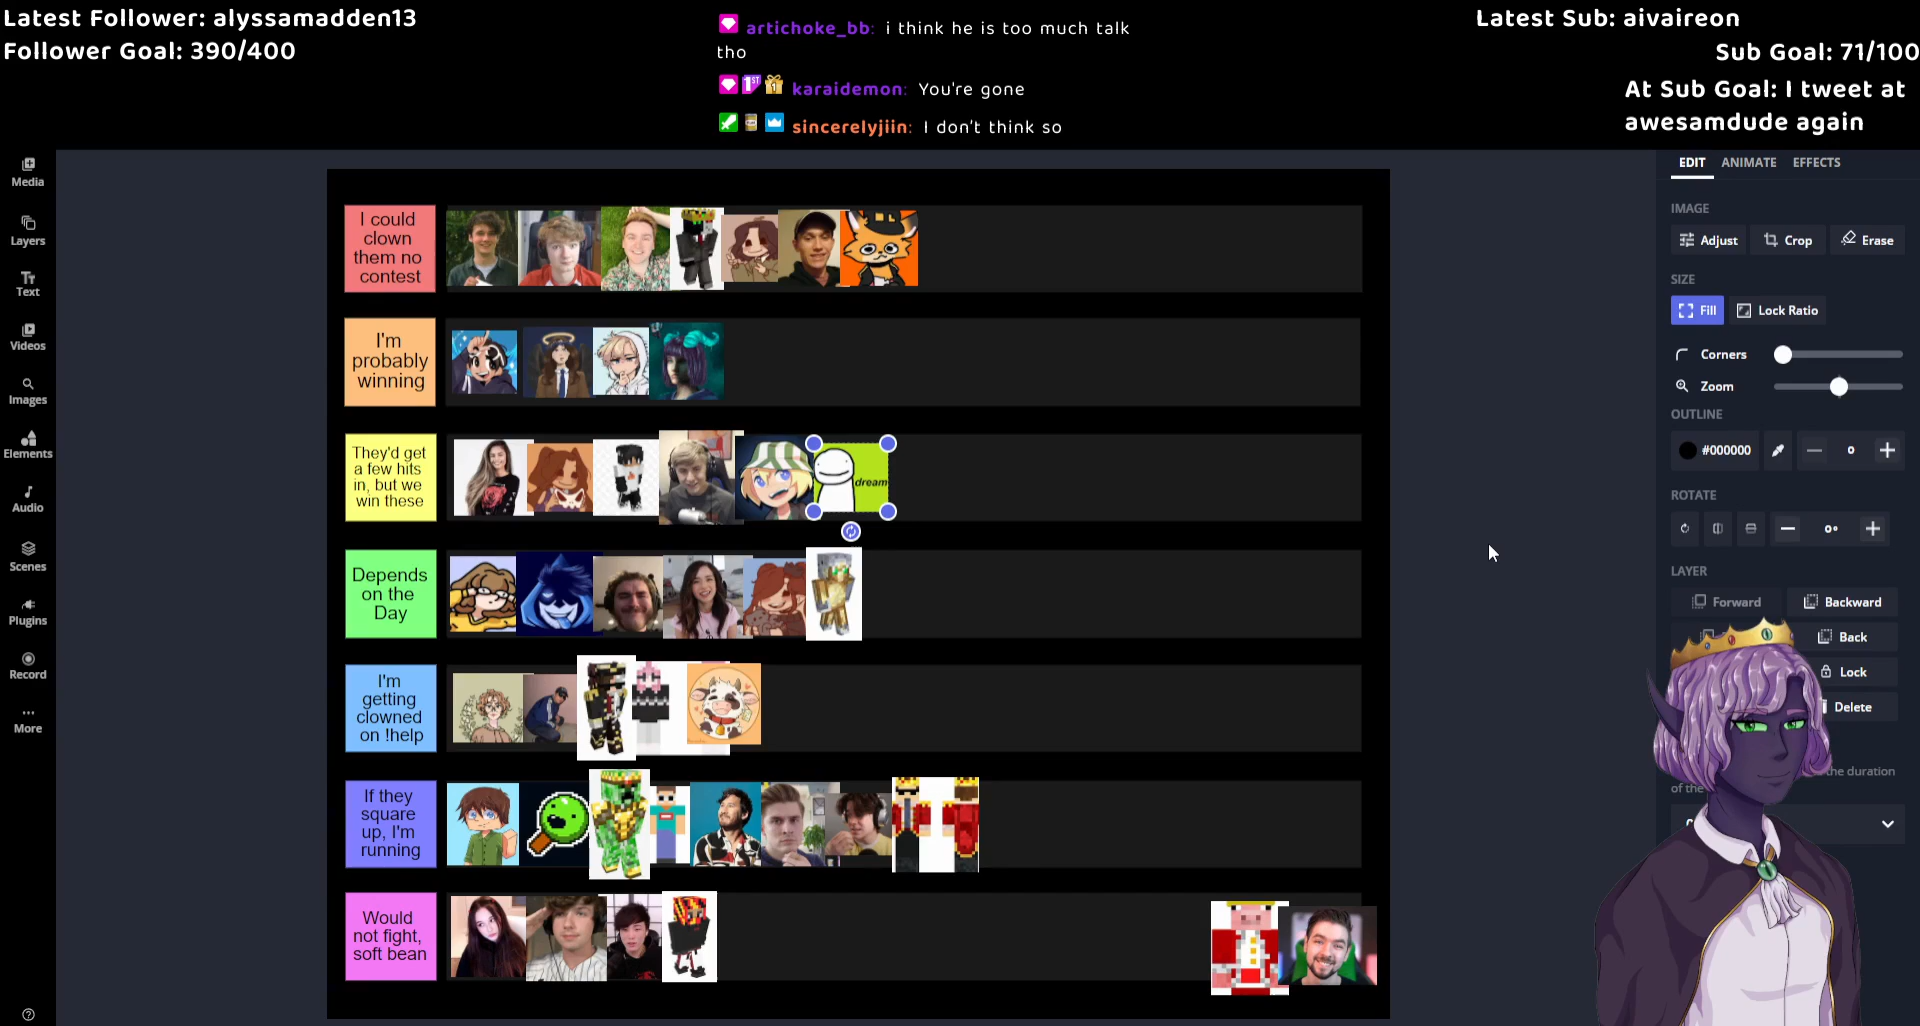 Latest Follower: alyssamadden13
Follower Goal: 390/400
artichoke_bb: i think he is too much talk
tho
karaidemon: You're gone
sincerelyjiin: I don't think so
Latest Sub: aivaireon
Sub Goal: 71/100
At Sub Goal: I tweet at
awesamdude again
Media
Layers
Text
Videos
Images
Elements
Audio
Scenes
Plugins
Record
More
I could
clown
them no
contest
I'm
probably
winning
They'd get
a few hits
in, but we
win these
dream
Depends
on the
Day
I'm
getting
clowned
on !help
If they
square
up, I'm
running
Would
not fight,
soft bean
EDIT ANIMATE EFFECTS
IMAGE
Adjust Crop Erase
SIZE
Fill Lock Ratio
Corners
Zoom
OUTLINE
#000000 0
ROTATE
0°
LAYER
Forward Backward
Back
Lock
Delete
the duration
of the